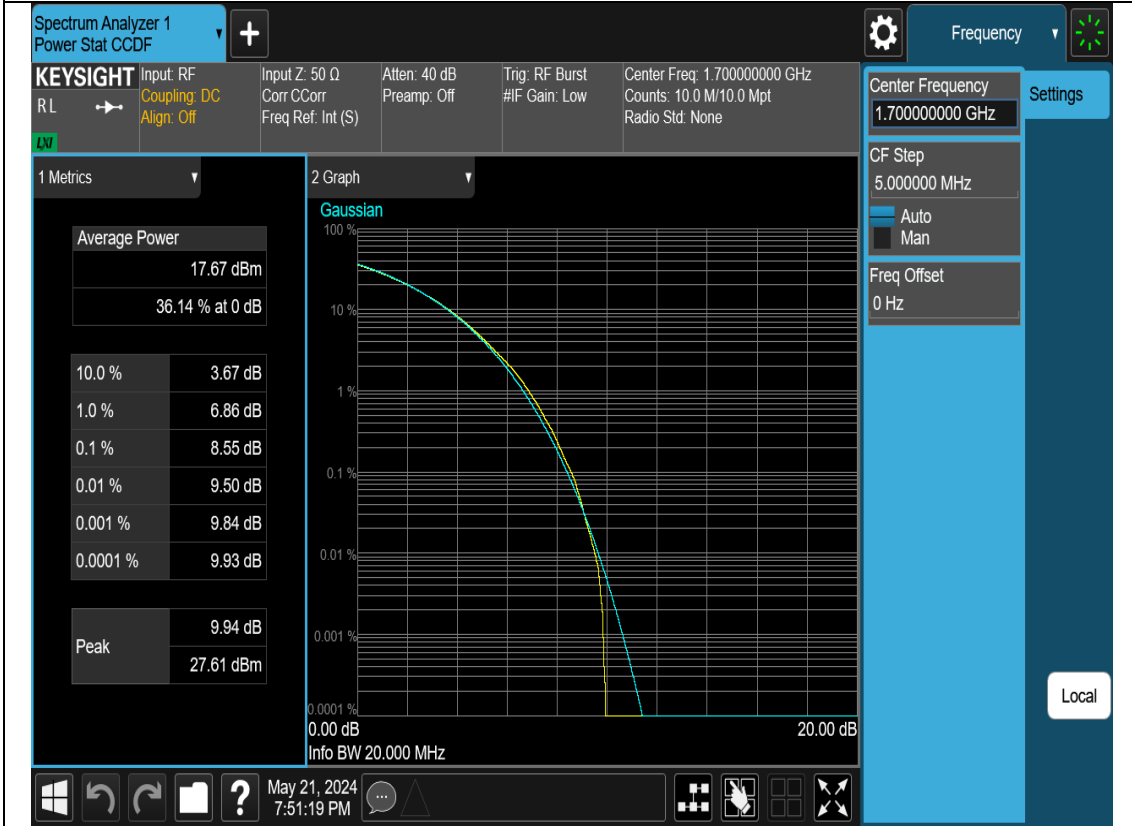 Spectrum Analyzer 1
Power Stat CCDF
+
Frequency
KEYSIGHT
RL
LXI
Input: RF
Coupling: DC
Align: Off
Input Z: 50 Ω
Corr CCorr
Freq Ref: Int (S)
Atten: 40 dB
Preamp: Off
Trig: RF Burst
#IF Gain: Low
Center Freq: 1.700000000 GHz
Counts: 10.0 M/10.0 Mpt
Radio Std: None
Center Frequency
1.700000000 GHz
Settings
CF Step
5.000000 MHz
Auto
Man
Freq Offset
0 Hz
1 Metrics
Average Power
17.67 dBm
36.14 % at 0 dB
10.0 % 3.67 dB
1.0 % 6.86 dB
0.1 % 8.55 dB
0.01 % 9.50 dB
0.001 % 9.84 dB
0.0001 % 9.93 dB
Peak 9.94 dB
27.61 dBm
2 Graph
Gaussian
100 %
10 %
1 %
0.1 %
0.01 %
0.001 %
0.0001 %
0.00 dB 20.00 dB
Info BW 20.000 MHz
Local
?
May 21, 2024
7:51:19 PM